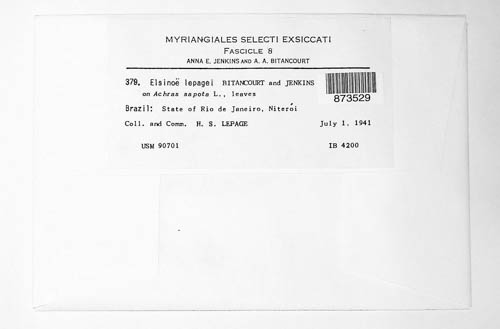 MYRIANGIALES SELECTI EXSICCATI
FASCICLE 8
ANNA E. JENKINS AND A. A. BITANCOURT
379. Elsinoë lepagei BITANCOURT and JENKINS
on Achras sapota L., leaves
873529
Brazil: State of Rio de Janeiro, Niterói
Coll. and Comm. H. S. LEPAGE July 1, 1941
USM 90701 IB 4200